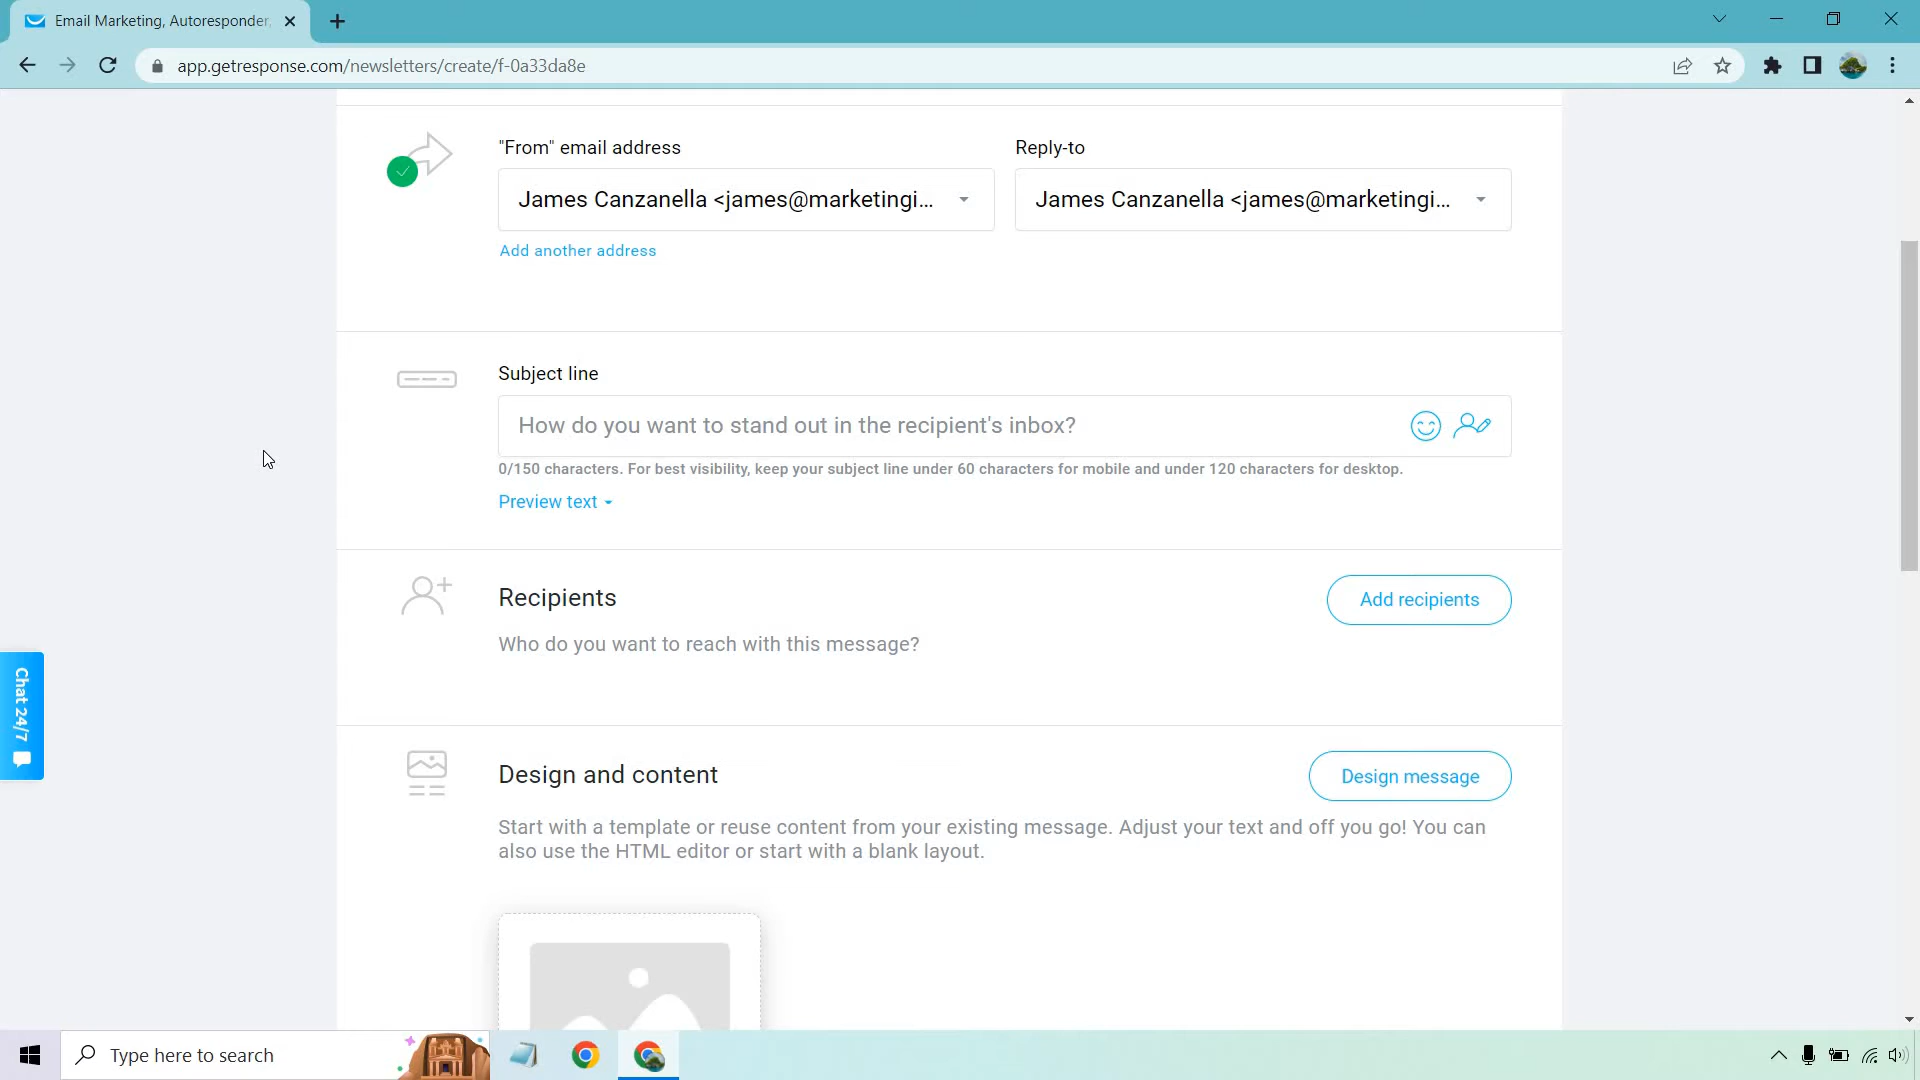 Email Marketing, Autoresponder,
app.getresponse.com/newsletters/create/f-0a33da8e
"From" email address
Reply-to
James Canzanella <james@marketingi...
James Canzanella <james@marketingi...
Add another address
Subject line
How do you want to stand out in the recipient's inbox?
0/150 characters. For best visibility, keep your subject line under 60 characters for mobile and under 120 characters for desktop.
Preview text
Recipients
Add recipients
Who do you want to reach with this message?
Chat 24/7
Design and content
Design message
Start with a template or reuse content from your existing message. Adjust your text and off you go! You can
also use the HTML editor or start with a blank layout.
Type here to search